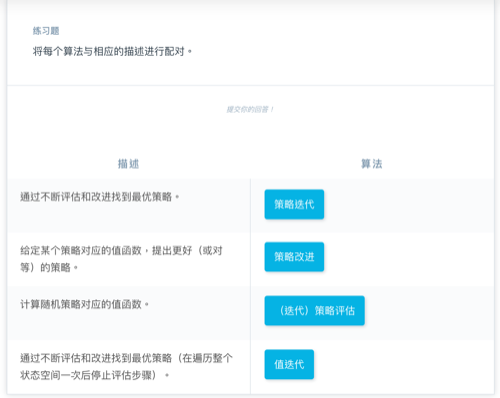 练习题
将每个算法与相应的描述进行配对。
提交你的回答！
描述
算法
通过不断评估和改进找到最优策略。
策略迭代
给定某个策略对应的值函数，提出更好（或对
等）的策略。
策略改进
计算随机策略对应的值函数。
（迭代）策略评估
通过不断评估和改进找到最优策略（在遍历整个
状态空间一次后停止评估步骤）。
值迭代